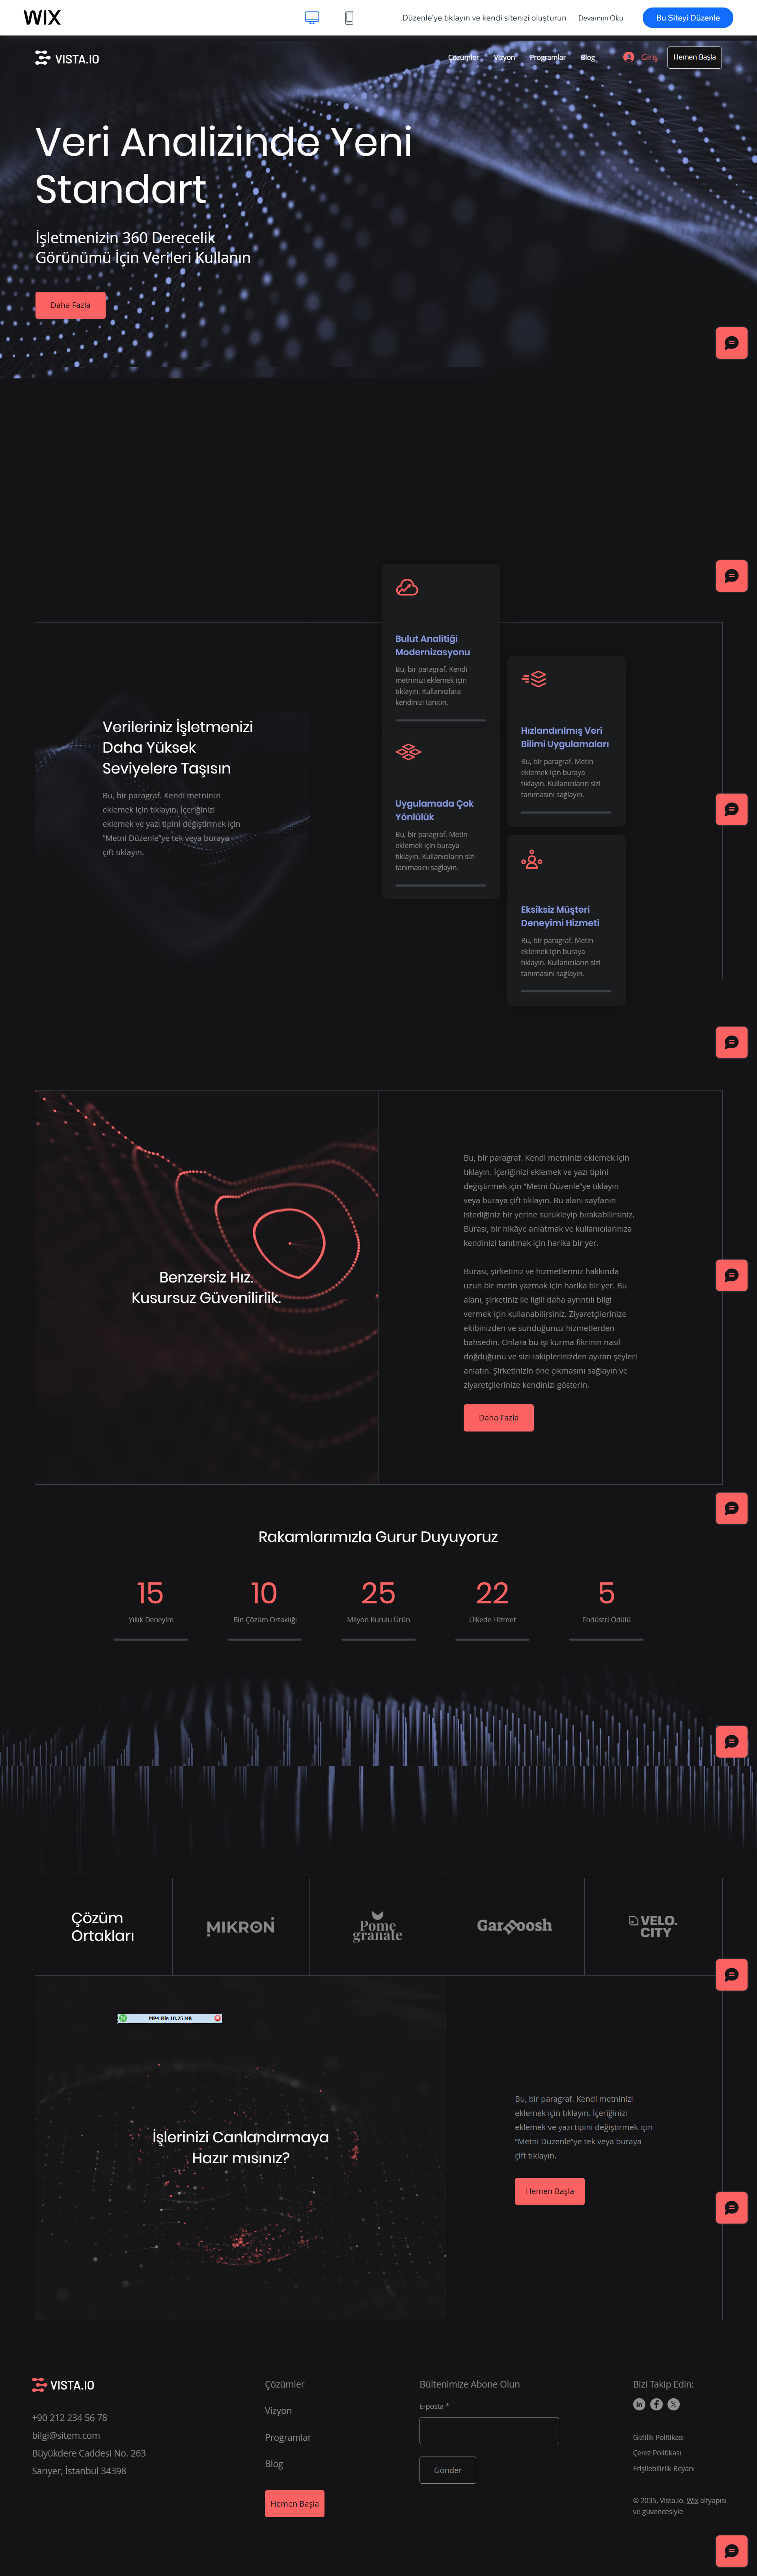 WIX
Düzenle'ye tıklayın ve kendi sitenizi oluşturun
Devamını Oku
Bu Siteyi Düzenle
VISTA.IO
Çözümler
Vizyon
Programlar
Blog
Giriş
Hemen Başla
Veri Analizinde Yeni
Standart
İşletmenizin 360 Derecelik
Görünümü İçin Verileri Kullanın
Daha Fazla
Verileriniz İşletmenizi
Daha Yüksek
Seviyelere Taşısın
Bu, bir paragraf. Kendi metninizi
eklemek için tıklayın. İçeriğinizi
eklemek ve yazı tipini değiştirmek için
“Metni Düzenle”ye tek veya buraya
çift tıklayın.
Bulut Analitiği
Modernizasyonu
Bu, bir paragraf. Kendi
metninizi eklemek için
tıklayın. Kullanıcılara
kendinizi tanıtın.
Uygulamada Çok
Yönlülük
Bu, bir paragraf. Metin
eklemek için buraya
tıklayın. Kullanıcıların sizi
tanımasını sağlayın.
Hızlandırılmış Veri
Bilimi Uygulamaları
Bu, bir paragraf. Metin
eklemek için buraya
tıklayın. Kullanıcıların sizi
tanımasını sağlayın.
Eksiksiz Müşteri
Deneyimi Hizmeti
Bu, bir paragraf. Metin
eklemek için buraya
tıklayın. Kullanıcıların sizi
tanımasını sağlayın.
Benzersiz Hız.
Kusursuz Güvenilirlik.
Bu, bir paragraf. Kendi metninizi eklemek için
tıklayın. İçeriğinizi eklemek ve yazı tipini
değiştirmek için “Metni Düzenle”ye tıklayın
veya buraya çift tıklayın. Bu alanı sayfanın
istediğiniz bir yerine sürükleyip bırakabilirsiniz.
Burası, bir hikâye anlatmak ve kullanıcılarınıza
kendinizi tanıtmak için harika bir yer.
Burası, şirketiniz ve hizmetleriniz hakkında
uzun bir metin yazmak için harika bir yer. Bu
alanı, şirketiniz ile ilgili daha ayrıntılı bilgi
vermek için kullanabilirsiniz. Ziyaretçilerinize
ekibinizden ve sunduğunuz hizmetlerden
bahsedin. Onlara bu işi kurma fikrinin nasıl
doğduğunu ve sizi rakiplerinizden ayıran şeyleri
anlatın. Şirketinizin öne çıkmasını sağlayın ve
ziyaretçilerinize kendinizi gösterin.
Daha Fazla
Rakamlarımızla Gurur Duyuyoruz
15
Yıllık Deneyim
10
Bin Çözüm Ortaklığı
25
Milyon Kurulu Ürün
22
Ülkede Hizmet
5
Endüstri Ödülü
Çözüm
Ortakları
MIKRON
Pome
granate
Gargoosh
VELO.
CITY
MP4 File 10.25 MB
İşlerinizi Canlandırmaya
Hazır mısınız?
Bu, bir paragraf. Kendi metninizi
eklemek için tıklayın. İçeriğinizi
eklemek ve yazı tipini değiştirmek için
“Metni Düzenle”ye tek veya buraya
çift tıklayın.
Hemen Başla
VISTA.IO
+90 212 234 56 78
bilgi@sitem.com
Büyükdere Caddesi No. 263
Sarıyer, İstanbul 34398
Çözümler
Vizyon
Programlar
Blog
Hemen Başla
Bültenimize Abone Olun
E-posta *
Gönder
Bizi Takip Edin:
Gizlilik Politikası
Çerez Politikası
Erişilebilirlik Beyanı
© 2035, Vista.io. Wix altyapısı
ve güvencesiyle